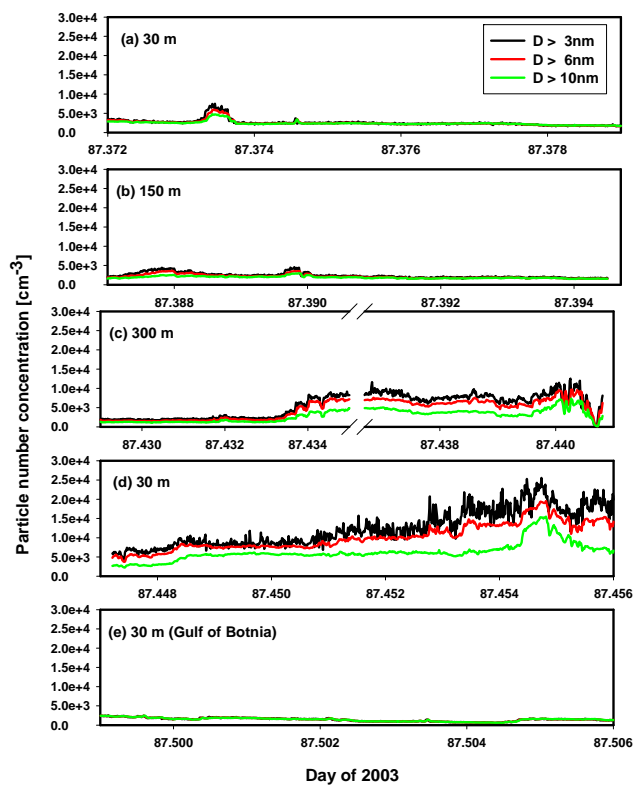 3.0e+4
2.5e+4
2.0e+4
1.5e+4
1.0e+4
5.0e+3
0.0
(a) 30 m
D > 3nm
D > 6nm
D > 10nm
87.372 87.374 87.376 87.378
3.0e+4
2.5e+4
2.0e+4
1.5e+4
1.0e+4
5.0e+3
0.0
(b) 150 m
87.388 87.390 87.392 87.394
3.0e+4
2.5e+4
2.0e+4
1.5e+4
1.0e+4
5.0e+3
0.0
(c) 300 m
87.430 87.432 87.434 87.438 87.440
3.0e+4
2.5e+4
2.0e+4
1.5e+4
1.0e+4
5.0e+3
0.0
(d) 30 m
87.448 87.450 87.452 87.454 87.456
3.0e+4
2.5e+4
2.0e+4
1.5e+4
1.0e+4
5.0e+3
0.0
(e) 30 m (Gulf of Botnia)
87.500 87.502 87.504 87.506
Particle number concentration [cm-3]
Day of 2003